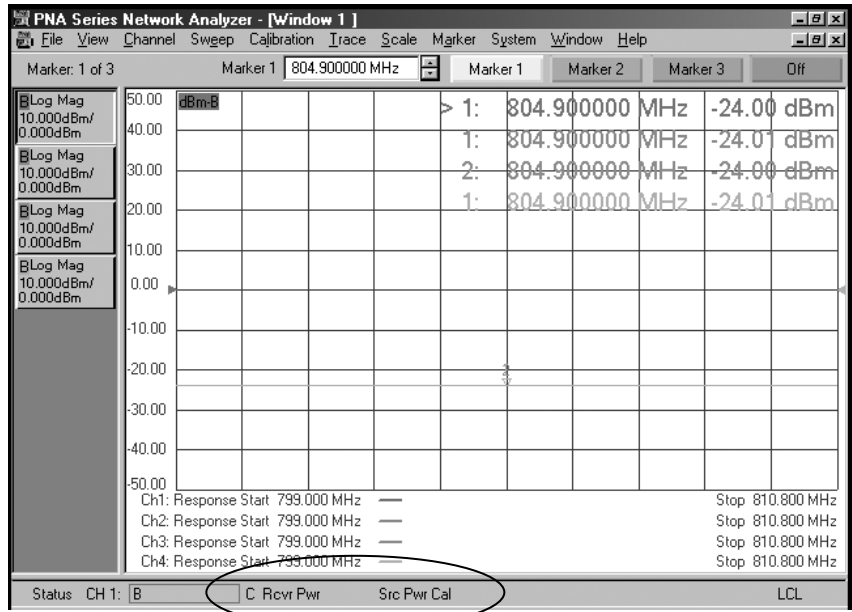 PNA Series Network Analyzer - [Window 1 ]
File View Channel Sweep Calibration Trace Scale Marker System Window Help
Marker: 1 of 3 Marker 1 804.900000 MHz Marker 1 Marker 2 Marker 3 Off
BLog Mag
10.000dBm/
0.000dBm
BLog Mag
10.000dBm/
0.000dBm
BLog Mag
10.000dBm/
0.000dBm
BLog Mag
10.000dBm/
0.000dBm
50.00 dBm-B
40.00
30.00
20.00
10.00
0.00
-10.00
-20.00
-30.00
-40.00
-50.00
> 1: 804.900000 MHz -24.00 dBm
1: 804.900000 MHz -24.01 dBm
2: 804.900000 MHz -24.00 dBm
1: 804.900000 MHz -24.01 dBm
Ch1: Response Start 799.000 MHz Stop 810.800 MHz
Ch2: Response Start 799.000 MHz Stop 810.800 MHz
Ch3: Response Start 799.000 MHz Stop 810.800 MHz
Ch4: Response Start 799.000 MHz Stop 810.800 MHz
Status CH 1: B C Rcvr Pwr Src Pwr Cal LCL